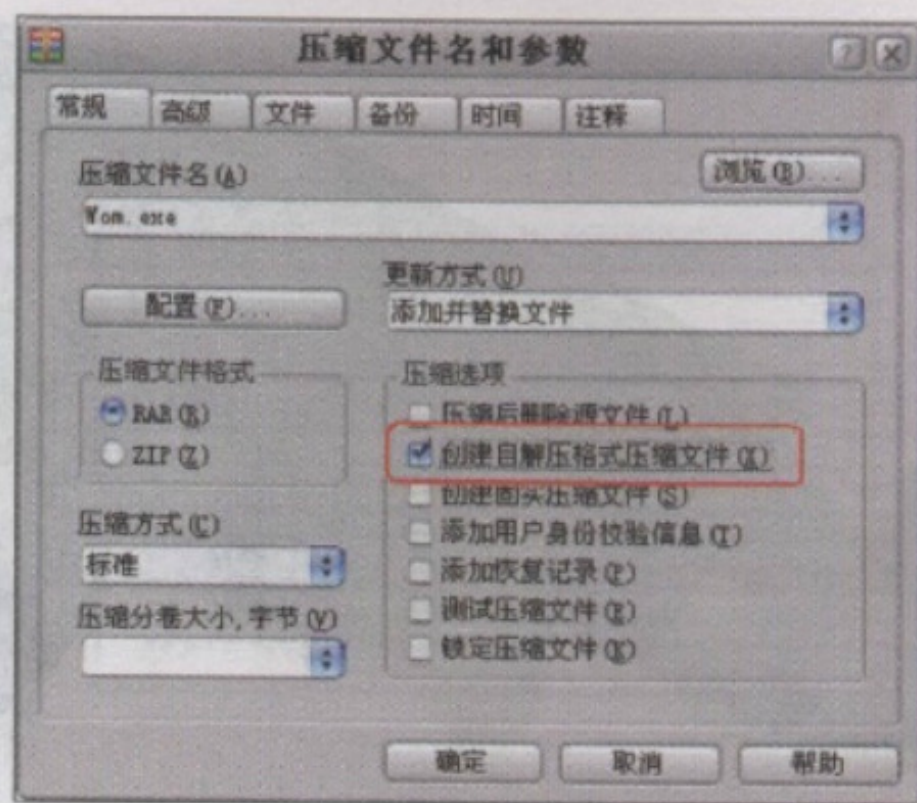 压缩文件名和参数
常规 高级 文件 备份 时间 注释
压缩文件名(A)
浏览(B)...
Wom.exe
更新方式(U)
配置(F)...
添加并替换文件
压缩文件格式
压缩选项
RAR(R)
压缩后删除源文件(L)
ZIP(Z)
创建自解压格式压缩文件(X)
创建固实压缩文件(S)
压缩方式(C)
添加用户身份校验信息(T)
标准
添加恢复记录(P)
压缩分卷大小,字节(V)
测试压缩文件(E)
锁定压缩文件(K)
确定 取消 帮助